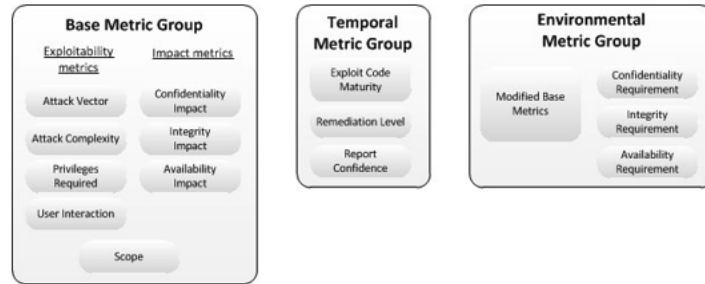 Base Metric Group
Exploitability
metrics
Impact metrics
Attack Vector
Attack Complexity
Privileges
Required
User Interaction
Confidentiality
Impact
Integrity
Impact
Availability
Impact
Scope
Temporal
Metric Group
Exploit Code
Maturity
Remediation Level
Report
Confidence
Environmental
Metric Group
Modified Base
Metrics
Confidentiality
Requirement
Integrity
Requirement
Availability
Requirement